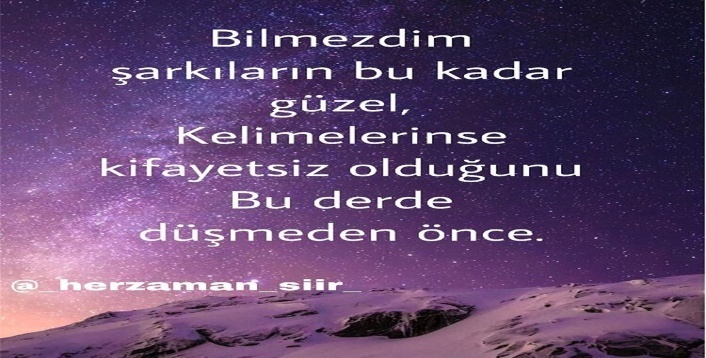 Bilmezdim
şarkıların bu kadar
güzel,
Kelimelerinse
kifayetsiz olduğunu
Bu derde
düşmeden önce.
@_herzaman_siir_